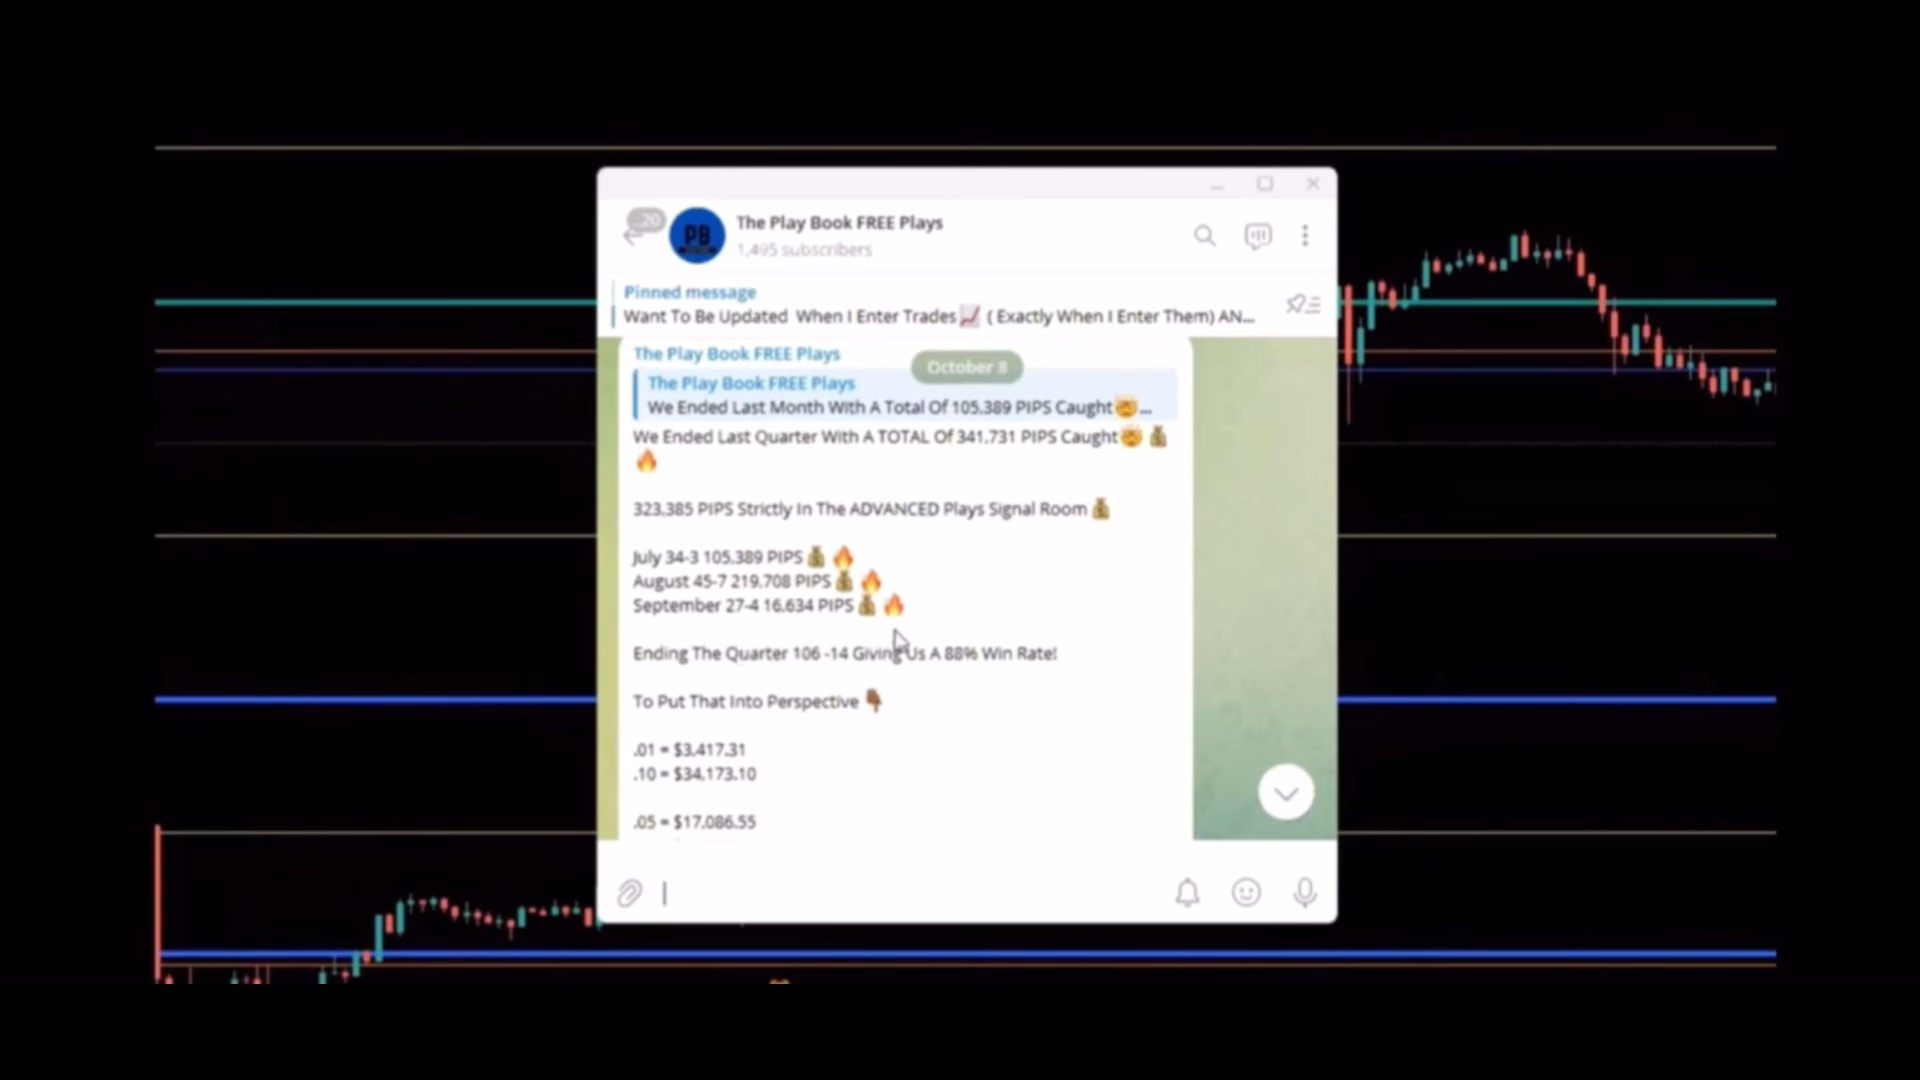 20
PB
The Play Book FREE Plays
1,495 subscribers
Pinned message
Want To Be Updated When I Enter Trades📈 ( Exactly When I Enter Them) AN...
The Play Book FREE Plays
October 8
The Play Book FREE Plays
We Ended Last Month With A Total Of 105,389 PIPS Caught🤯...
We Ended Last Quarter With A TOTAL Of 341,731 PIPS Caught🤯 💰
🔥
323,385 PIPS Strictly In The ADVANCED Plays Signal Room 💰
July 34-3 105,389 PIPS 💰 🔥
August 45-7 219,708 PIPS 💰 🔥
September 27-4 16,634 PIPS 💰 🔥
Ending The Quarter 106 -14 Giving Us A 88% Win Rate!
To Put That Into Perspective 👇🏾
.01 = $3,417.31
.10 = $34,173.10
.05 = $17,086.55